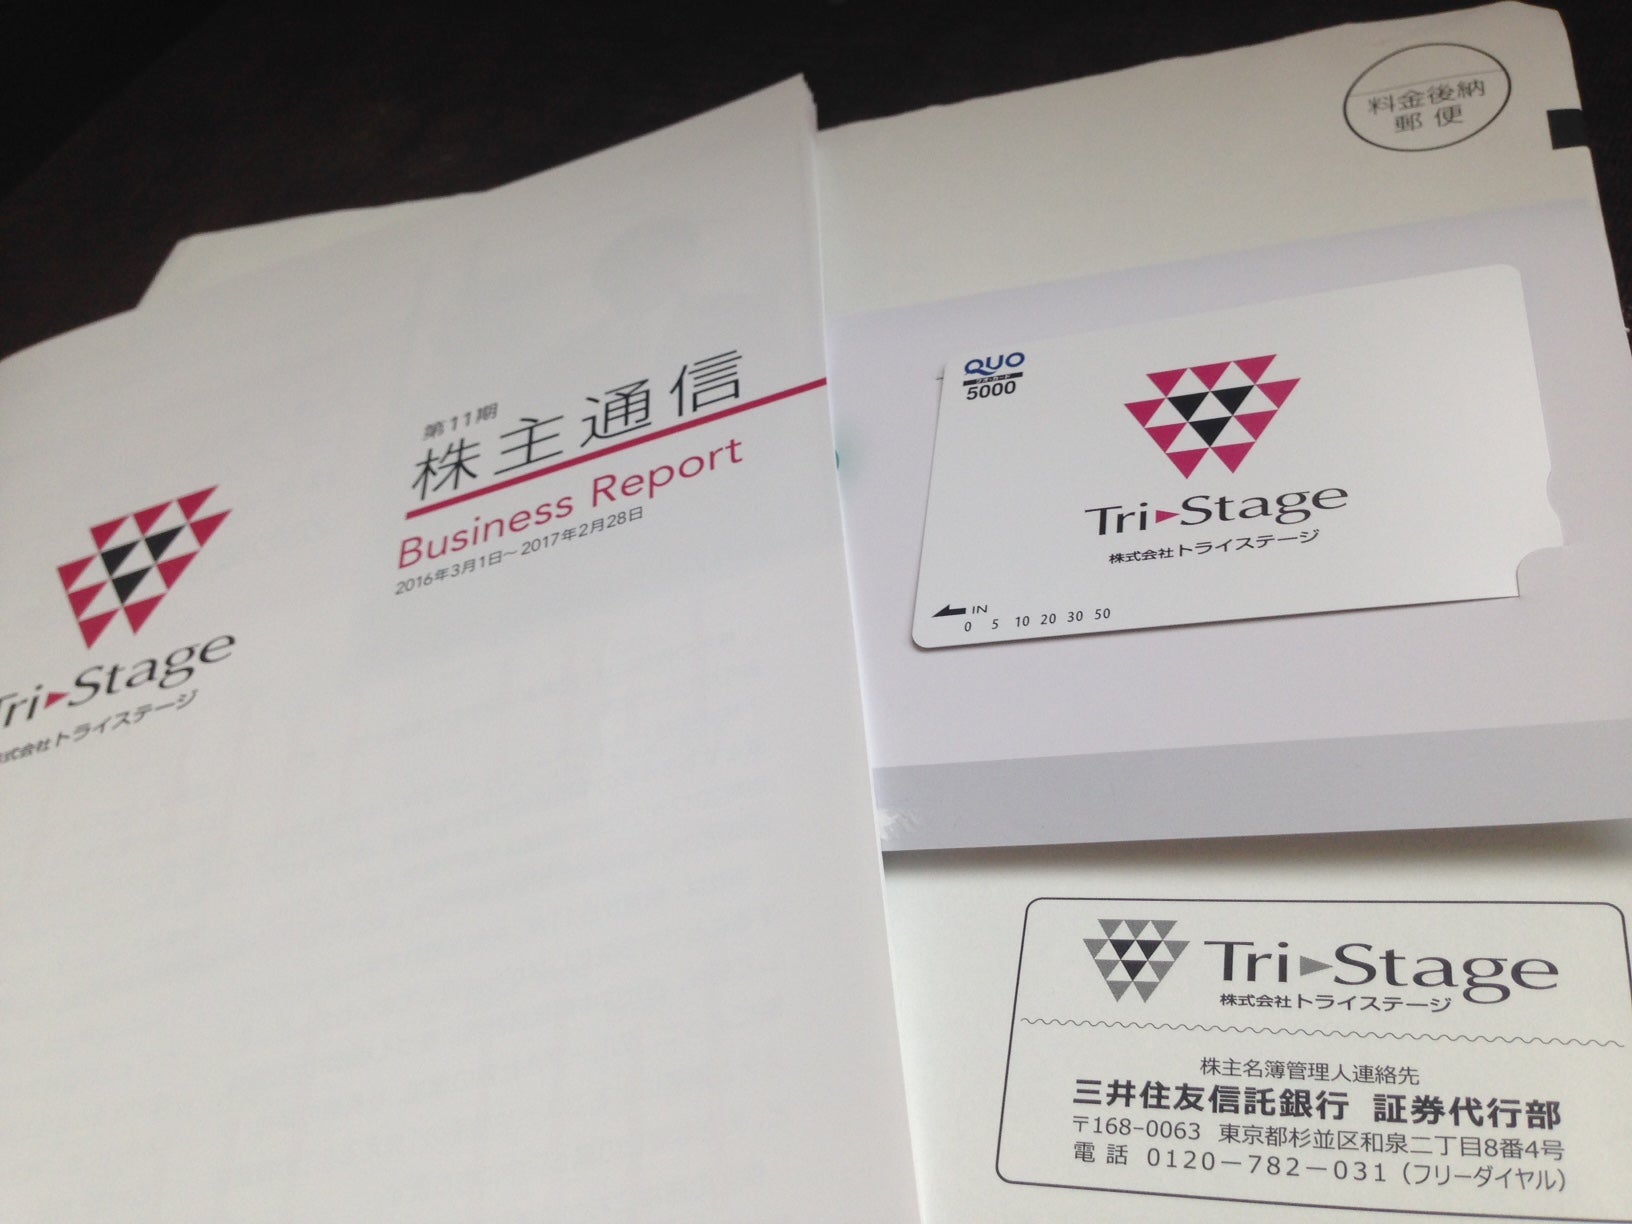 第11期
株主通信
Business Report
2016年3月1日～2017年2月28日
Tri Stage
株式会社トライステージ
料金後納
郵便
QUO
クオ・カード
5000
Tri Stage
株式会社トライステージ
IN
0 5 10 20 30 50
Tri Stage
株式会社トライステージ
株主名簿管理人連絡先
三井住友信託銀行 証券代行部
〒168-0063 東京都杉並区和泉二丁目8番4号
電話 0120－782－031（フリーダイヤル）